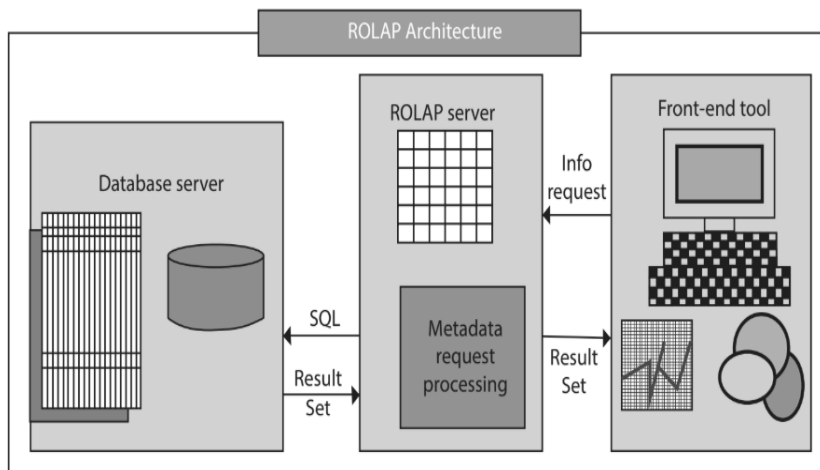 ROLAP Architecture
Database server
SQL
Result
Set
ROLAP server
Metadata
request
processing
Info
request
Result
Set
Front-end tool